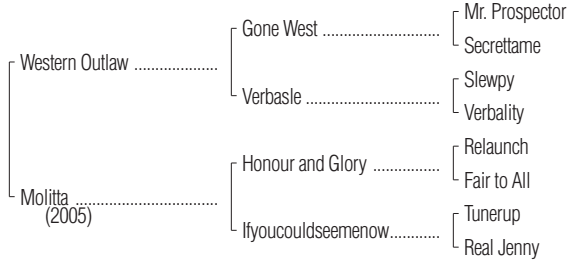 Mr. Prospector
Gone West ......................
Secrettame
Western Outlaw ....................
Slewpy
Verbasle .........................
Verbality
Relaunch
Honour and Glory ................
Fair to All
Molitta ..................................
(2005)
Tunerup
Ifyoucouldseemenow............
Real Jenny